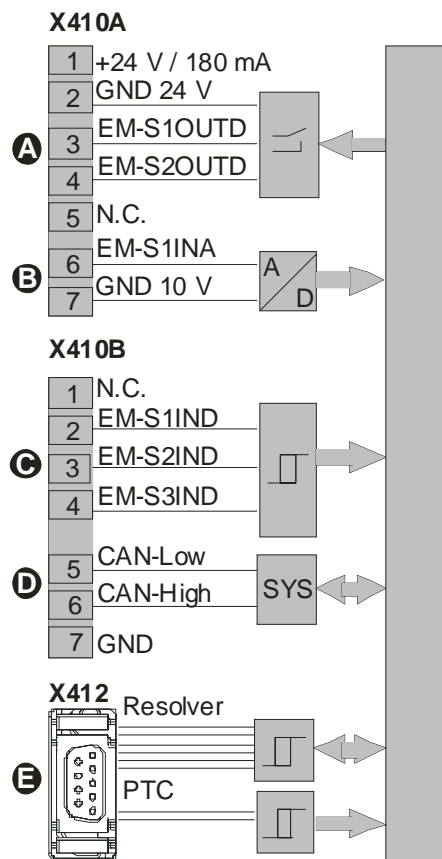 X410A
1 +24 V / 180 mA
2 GND 24 V
A
3 EM-S1OUTD
4 EM-S2OUTD
5 N.C.
B
6 EM-S1INA
A
D
7 GND 10 V
X410B
1 N.C.
2 EM-S1IND
C
3 EM-S2IND
4 EM-S3IND
D
5 CAN-Low
SYS
6 CAN-High
7 GND
X412
Resolver
E
PTC